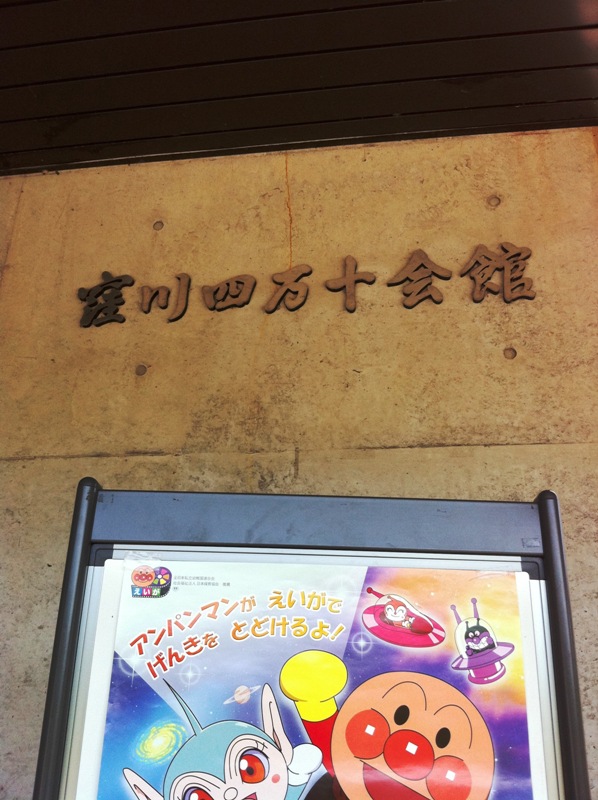 窪川四万十会館
えいが
アンパンマンが えいがで
げんきを とどけるよ!